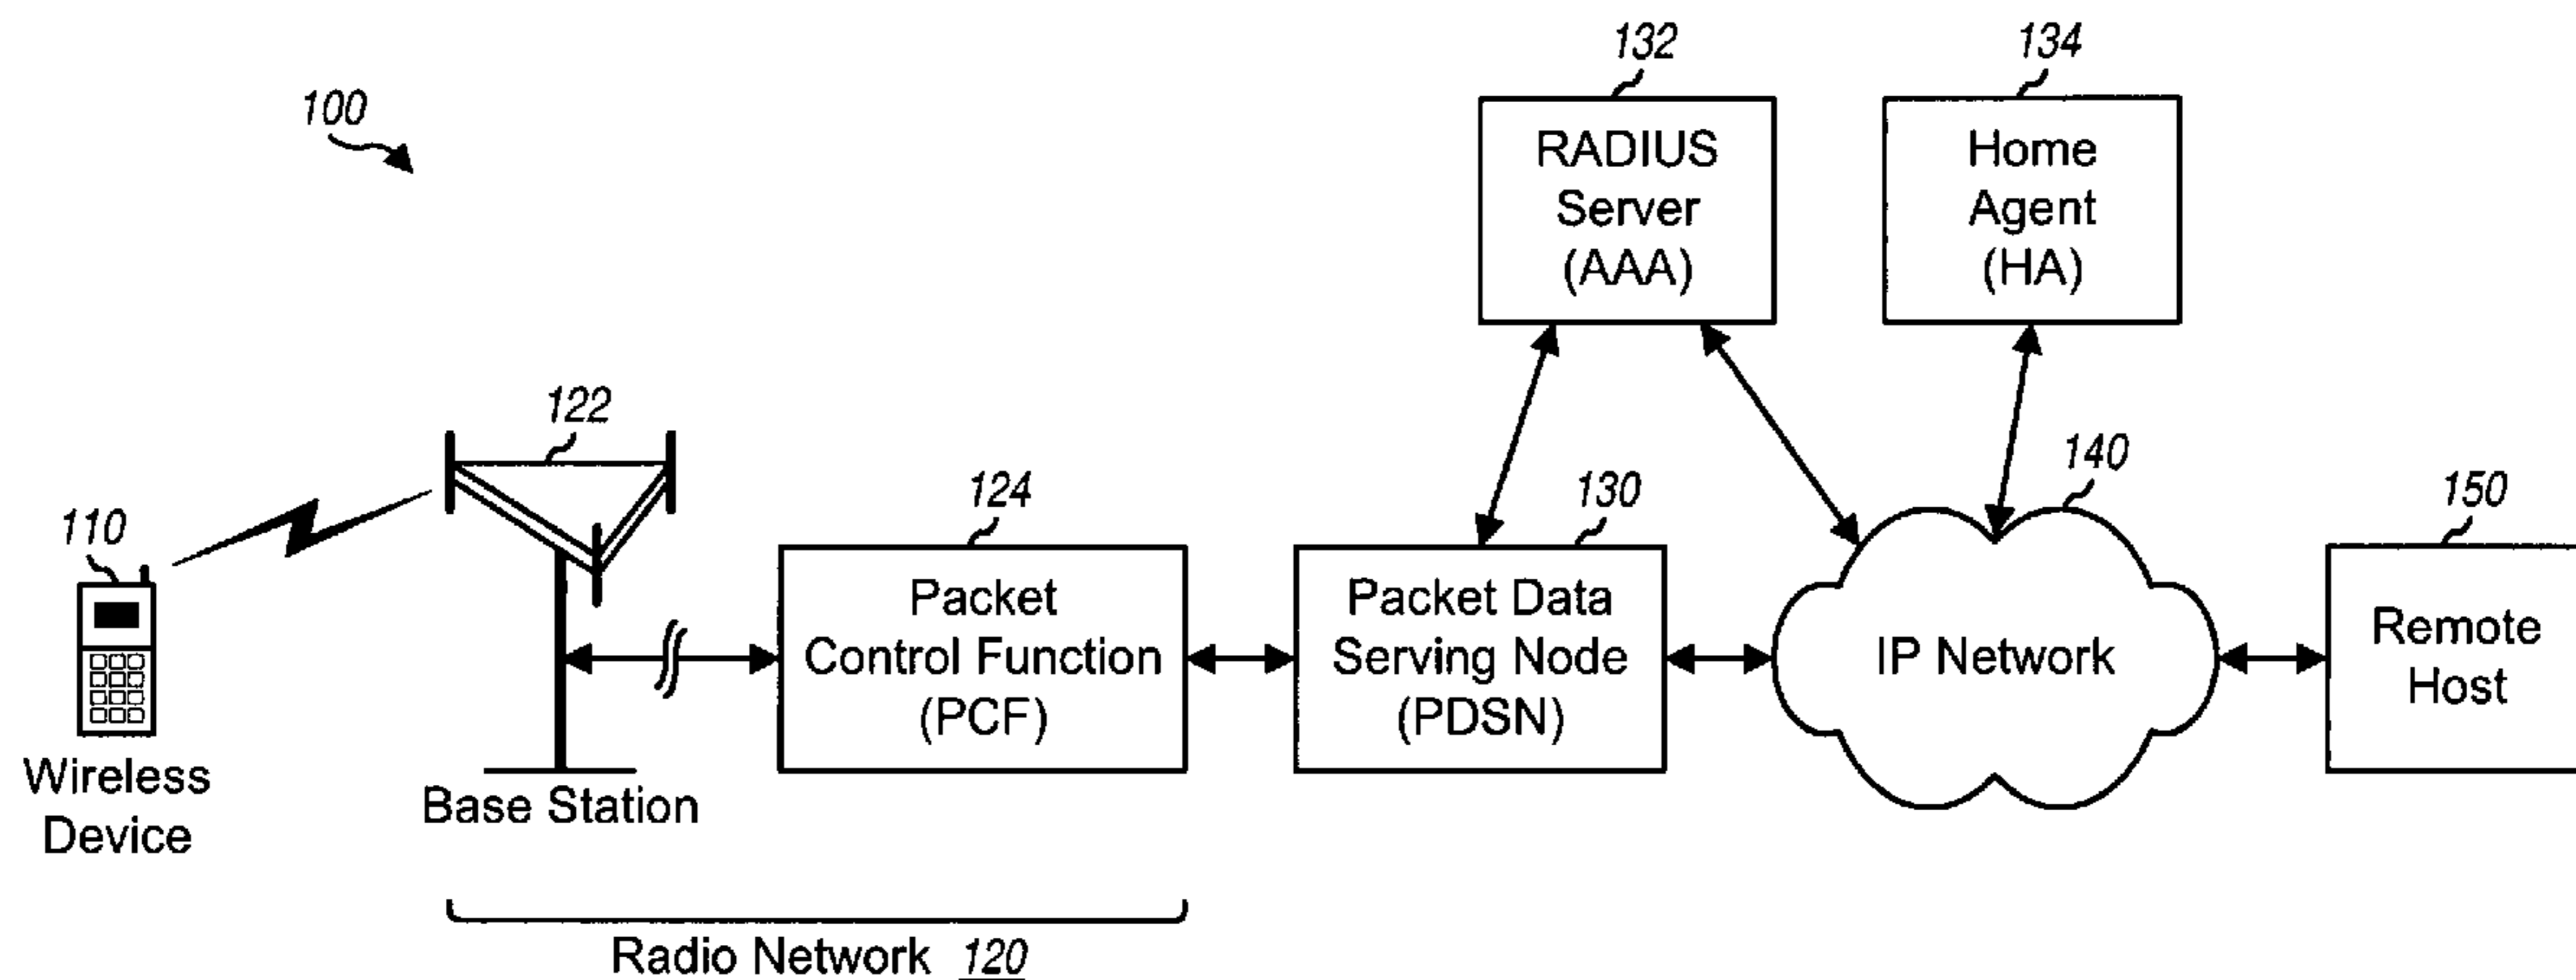 100
132
RADIUS
Server
(AAA)
134
Home
Agent
(HA)
110
Wireless
Device
122
Base Station
124
Packet
Control Function
(PCF)
130
Packet Data
Serving Node
(PDSN)
140
IP Network
150
Remote
Host
Radio Network 120